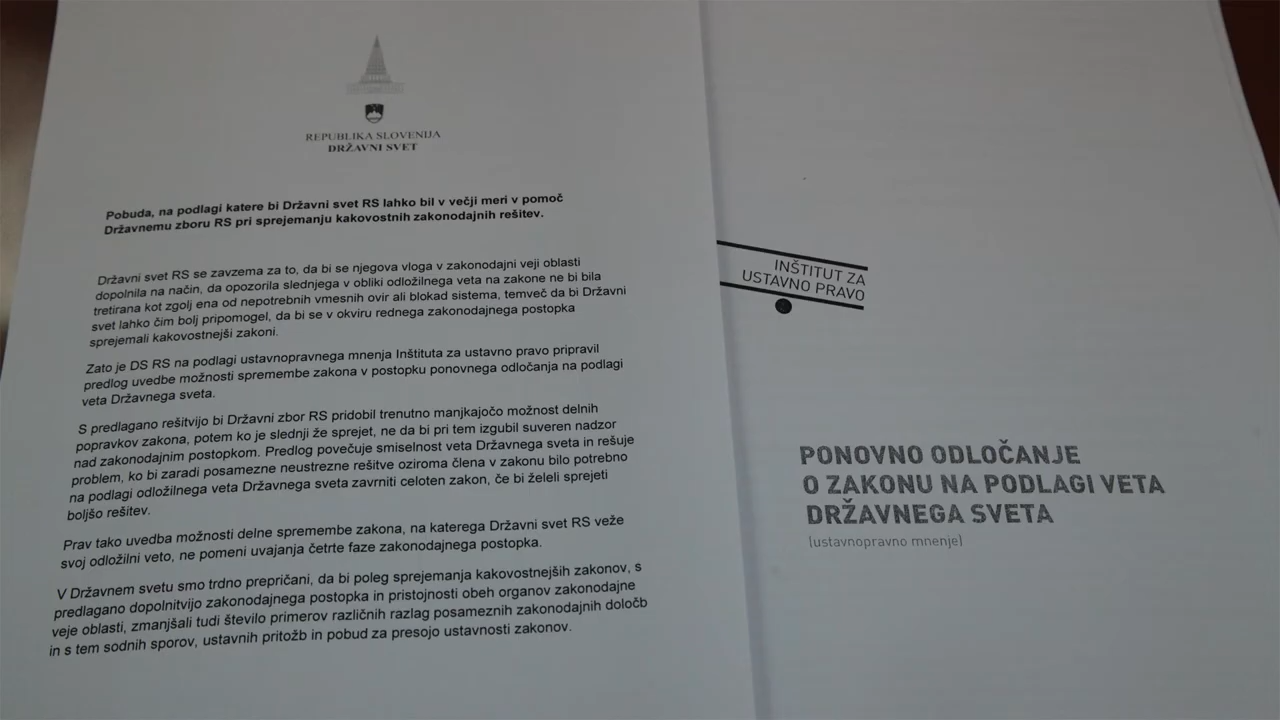 REPUBLIKA SLOVENIJA
DRŽAVNI SVET
Pobuda, na podlagi katere bi Državni svet RS lahko bil v večji meri v pomoč
Državnemu zboru RS pri sprejemanju kakovostnih zakonodajnih rešitev.
Državni svet RS se zavzema za to, da bi se njegova vloga v zakonodajni veji oblasti
dopolnila na način, da opozorila slednjega v obliki odložilnega veta na zakone ne bi bila
tretirana kot zgolj ena od nepotrebnih vmesnih ovir ali blokad sistema, temveč da bi Državni
svet lahko čim bolj pripomogel, da bi se v okviru rednega zakonodajnega postopka
sprejemali kakovostnejši zakoni.
Zato je DS RS na podlagi ustavnopravnega mnenja Inštituta za ustavno pravo pripravil
predlog uvedbe možnosti spremembe zakona v postopku ponovnega odločanja na podlagi
veta Državnega sveta.
S predlagano rešitvijo bi Državni zbor RS pridobil trenutno manjkajočo možnost delnih
popravkov zakona, potem ko je slednji že sprejet, ne da bi pri tem izgubil suveren nadzor
nad zakonodajnim postopkom. Predlog povečuje smiselnost veta Državnega sveta in rešuje
problem, ko bi zaradi posamezne neustrezne rešitve oziroma člena v zakonu bilo potrebno
na podlagi odložilnega veta Državnega sveta zavrniti celoten zakon, če bi želeli sprejeti
boljšo rešitev.
Prav tako uvedba možnosti delne spremembe zakona, na katerega Državni svet RS veže
svoj odložilni veto, ne pomeni uvajanja četrte faze zakonodajnega postopka.
V Državnem svetu smo trdno prepričani, da bi poleg sprejemanja kakovostnejših zakonov, s
predlagano dopolnitvijo zakonodajnega postopka in pristojnosti obeh organov zakonodajne
veje oblasti, zmanjšali tudi število primerov različnih razlag posameznih zakonodajnih določb
in s tem sodnih sporov, ustavnih pritožb in pobud za presojo ustavnosti zakonov.
INŠTITUT ZA
USTAVNO PRAVO
PONOVNO ODLOČANJE
O ZAKONU NA PODLAGI VETA
DRŽAVNEGA SVETA
(ustavnopravno mnenje)